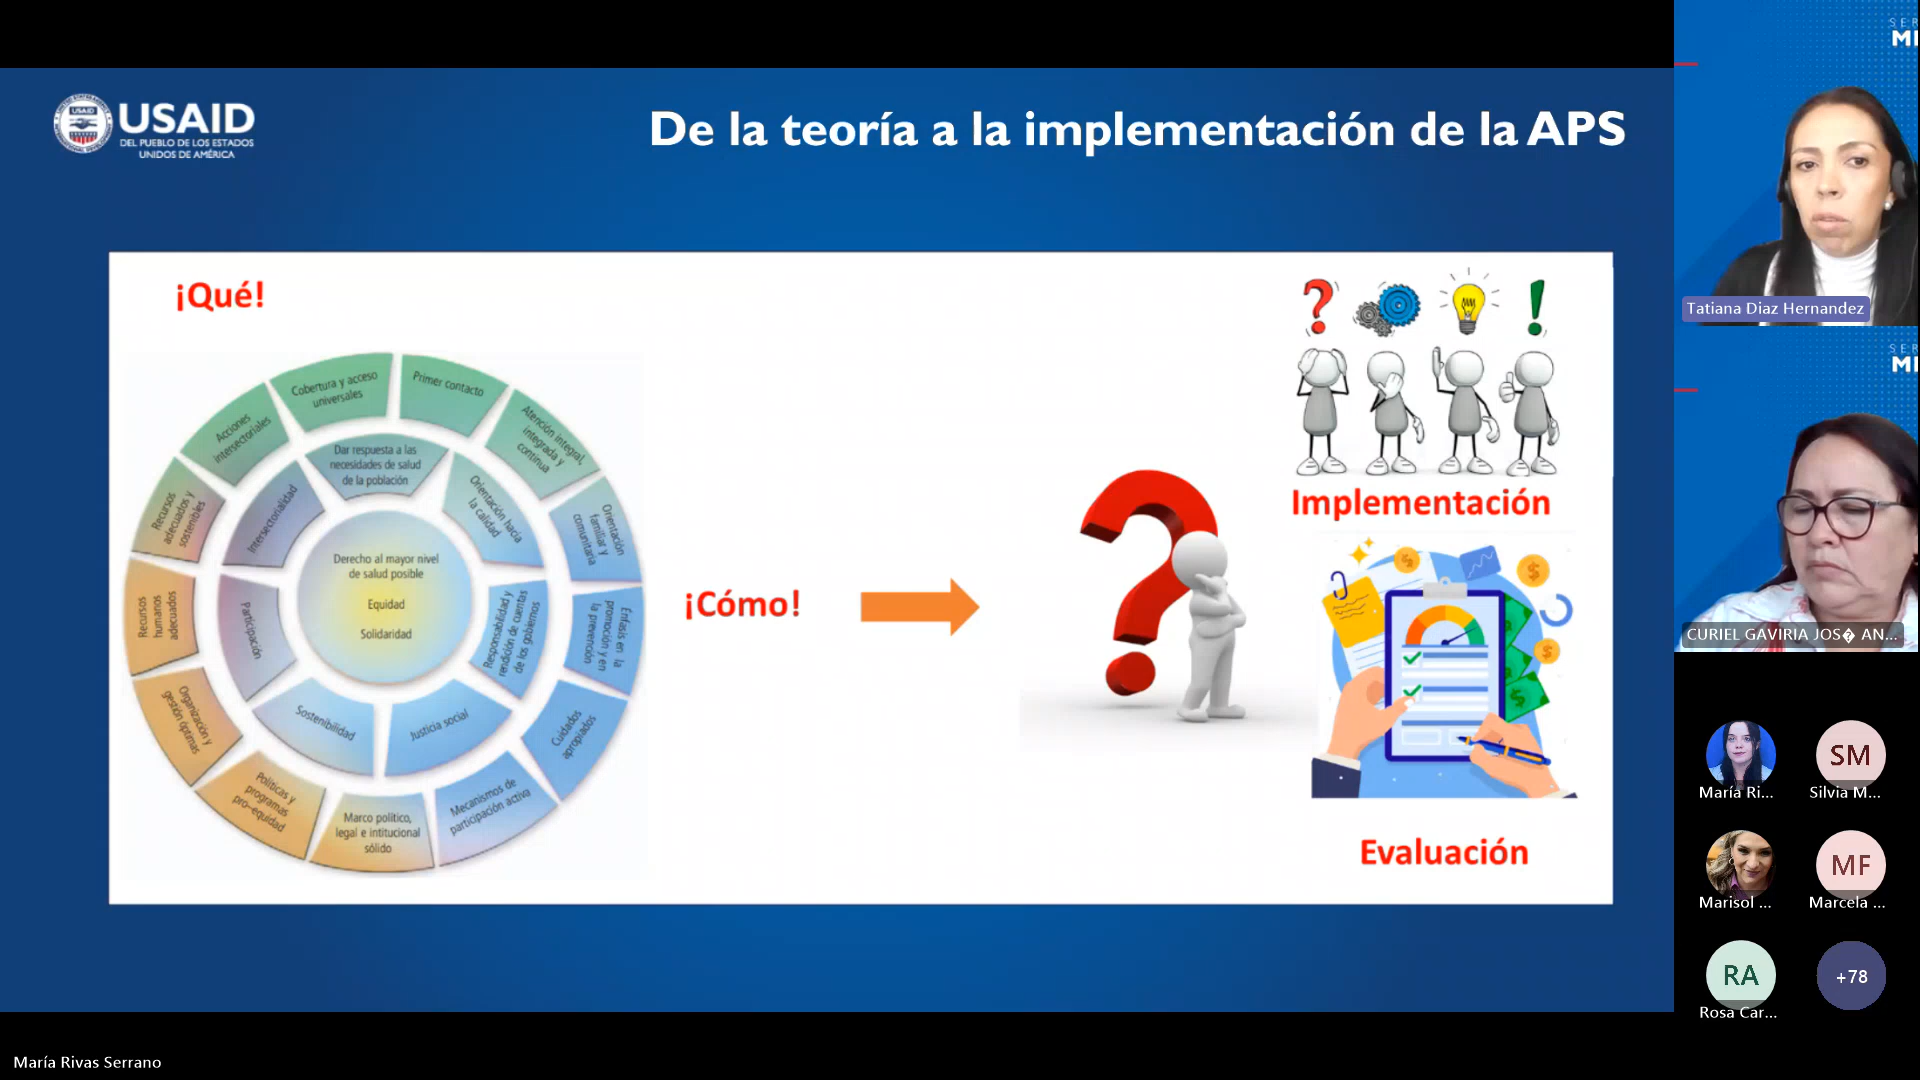 USAID
USAID
DEL PUEBLO DE LOS ESTADOS
UNIDOS DE AMÉRICA
De la teoría a la implementación de la APS
¡Qué!
Cobertura y acceso
universales
Primer contacto
Atención integral,
integrada y
continua
Orientación
familiar y
comunitaria
Énfasis en la
promoción y en
la prevención
Cuidados
apropiados
Mecanismos de
participación activa
Marco político,
legal e intitucional
sólido
Políticas y
programas
pro-equidad
Organización y
gestión óptimas
Recursos
humanos
adecuados
Recursos
adecuados y
sostenibles
Acciones
intersectoriales
Dar respuesta a las
necesidades de salud
de la población
Orientación hacia
la calidad
Responsabilidad y
rendición de cuentas
de los gobiernos
Justicia social
Sostenibilidad
Participación
Intersectorialidad
Derecho al mayor nivel
de salud posible
Equidad
Solidaridad
¡Cómo!
Implementación
Evaluación
SER
MI
Tatiana Diaz Hernandez
SER
MI
CURIEL GAVIRIA JOS� AN...
María Ri...
SM
Silvia M...
Marisol ...
MF
Marcela ...
RA
Rosa Car...
+78
María Rivas Serrano